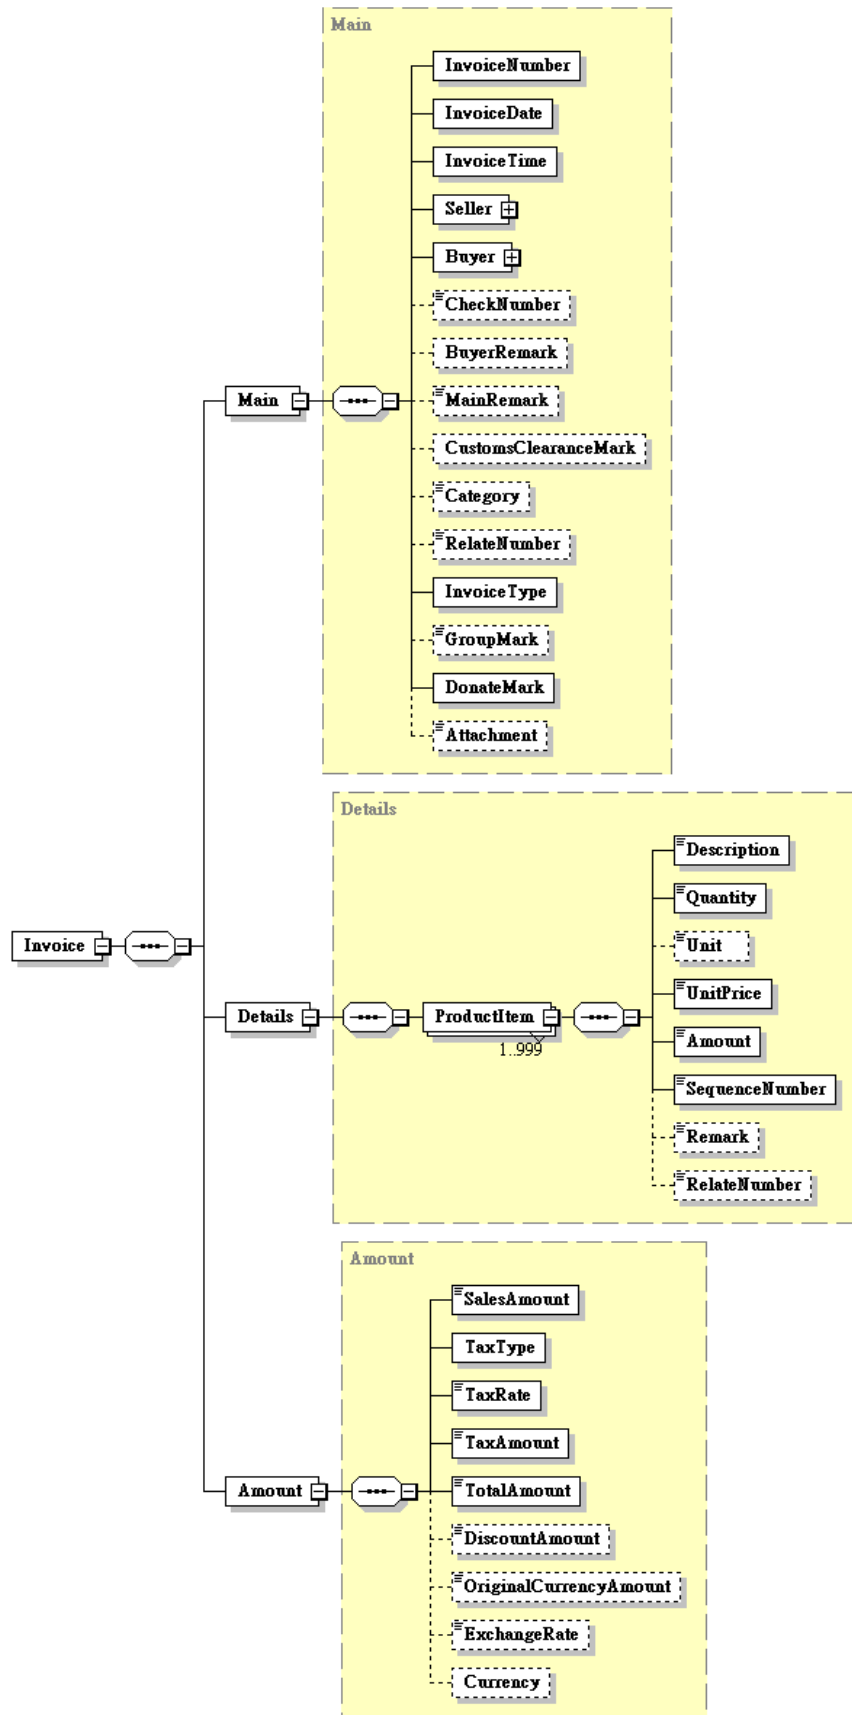 Main
InvoiceNumber
InvoiceDate
InvoiceTime
Seller
Buyer
CheckNumber
BuyerRemark
Main
MainRemark
CustomsClearanceMark
Category
RelateNumber
InvoiceType
GroupMark
DonateMark
Attachment
Details
Description
Quantity
Invoice
Unit
UnitPrice
Details
ProductItem
1..999
Amount
SequenceNumber
Remark
RelateNumber
Amount
SalesAmount
TaxType
TaxRate
TaxAmount
Amount
TotalAmount
DiscountAmount
OriginalCurrencyAmount
ExchangeRate
Currency